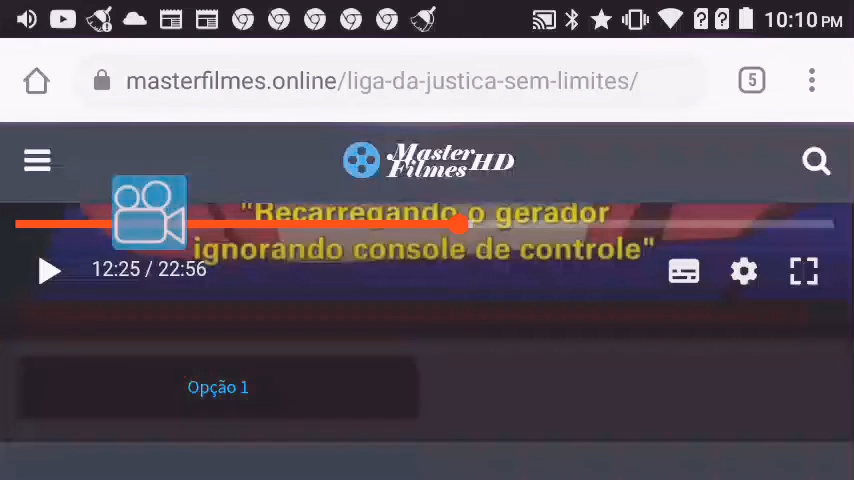 10:10 PM
masterfilmes.online/liga-da-justica-sem-limites/
5
Master
Filmes HD
"Recarregando o gerador
ignorando console de controle"
12:25 / 22:56
Opção 1